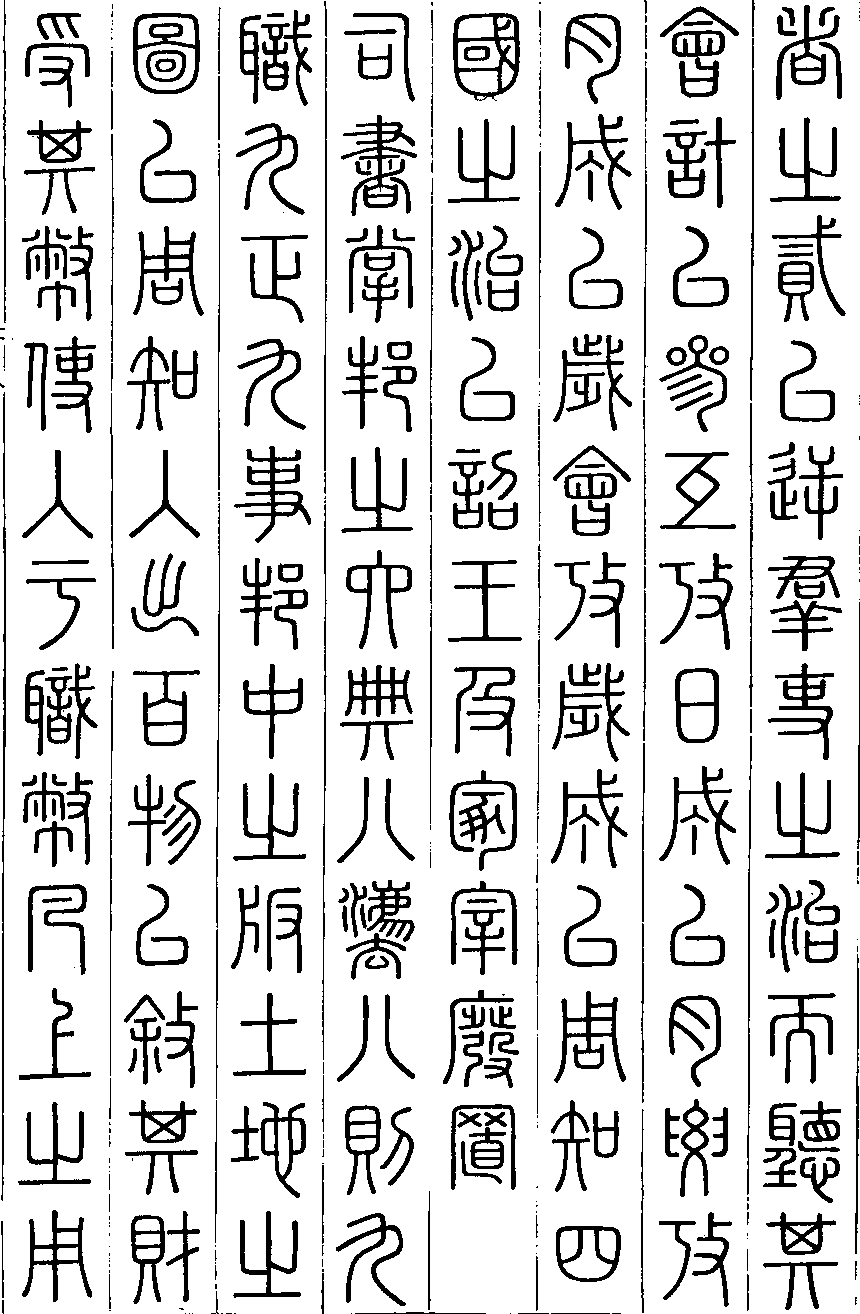 者之貳以逆羣吏之治而聽其
會計以參互攷日成以月要攷
月成以歲會攷歲成以周知四
國之治以詔王及冢宰廢置
司書掌邦之六典八灋八則九
職九正九事邦中之版土地之
圖以周知入出百物以敘其財
受其幣使入于職幣凡上之用